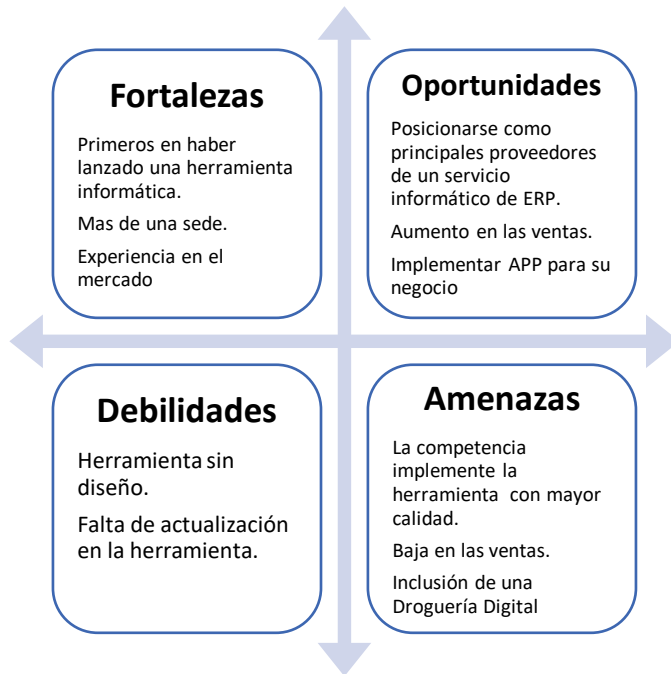 Fortalezas
Primeros en haber
lanzado una herramienta
informática.
Mas de una sede.
Experiencia en el
mercado
Oportunidades
Posicionarse como
principales proveedores
de un servicio
informático de ERP.
Aumento en las ventas.
Implementar APP para su
negocio
Debilidades
Herramienta sin
diseño.
Falta de actualización
en la herramienta.
Amenazas
La competencia
implemente la
herramienta con mayor
calidad.
Baja en las ventas.
Inclusión de una
Droguería Digital